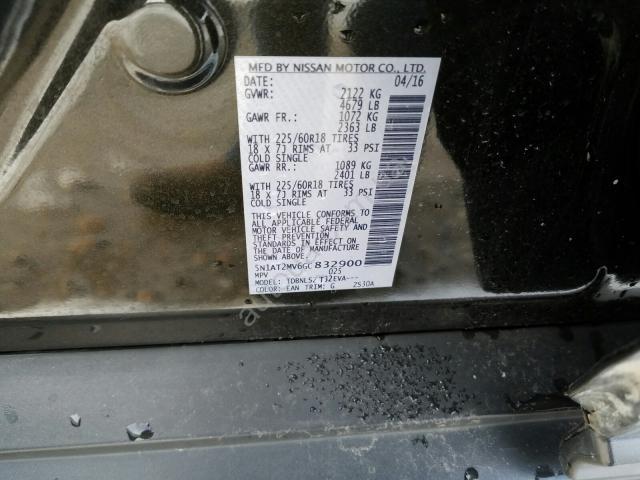 MFD BY NISSAN MOTOR CO., LTD.
DATE: 04/16
GVWR: 2122 KG
4679 LB
GAWR FR.: 1072 KG
2363 LB
WITH 225/60R18 TIRES
18 X 7J RIMS AT 33 PSI
COLD SINGLE
GAWR RR.: 1089 KG
2401 LB
WITH 225/60R18 TIRES
18 X 7J RIMS AT 33 PSI
COLD SINGLE
THIS VEHICLE CONFORMS TO
ALL APPLICABLE FEDERAL
MOTOR VEHICLE SAFETY AND
THEFT PREVENTION
STANDARDS IN EFFECT ON
THE DATE OF MANUFACTURE
SHOWN ABOVE.
5N1AT2MV6GC832900
MPV 025
MODEL: TDBNLS/ T32EVA---
COLOR: EAN TRIM: G 2S30A